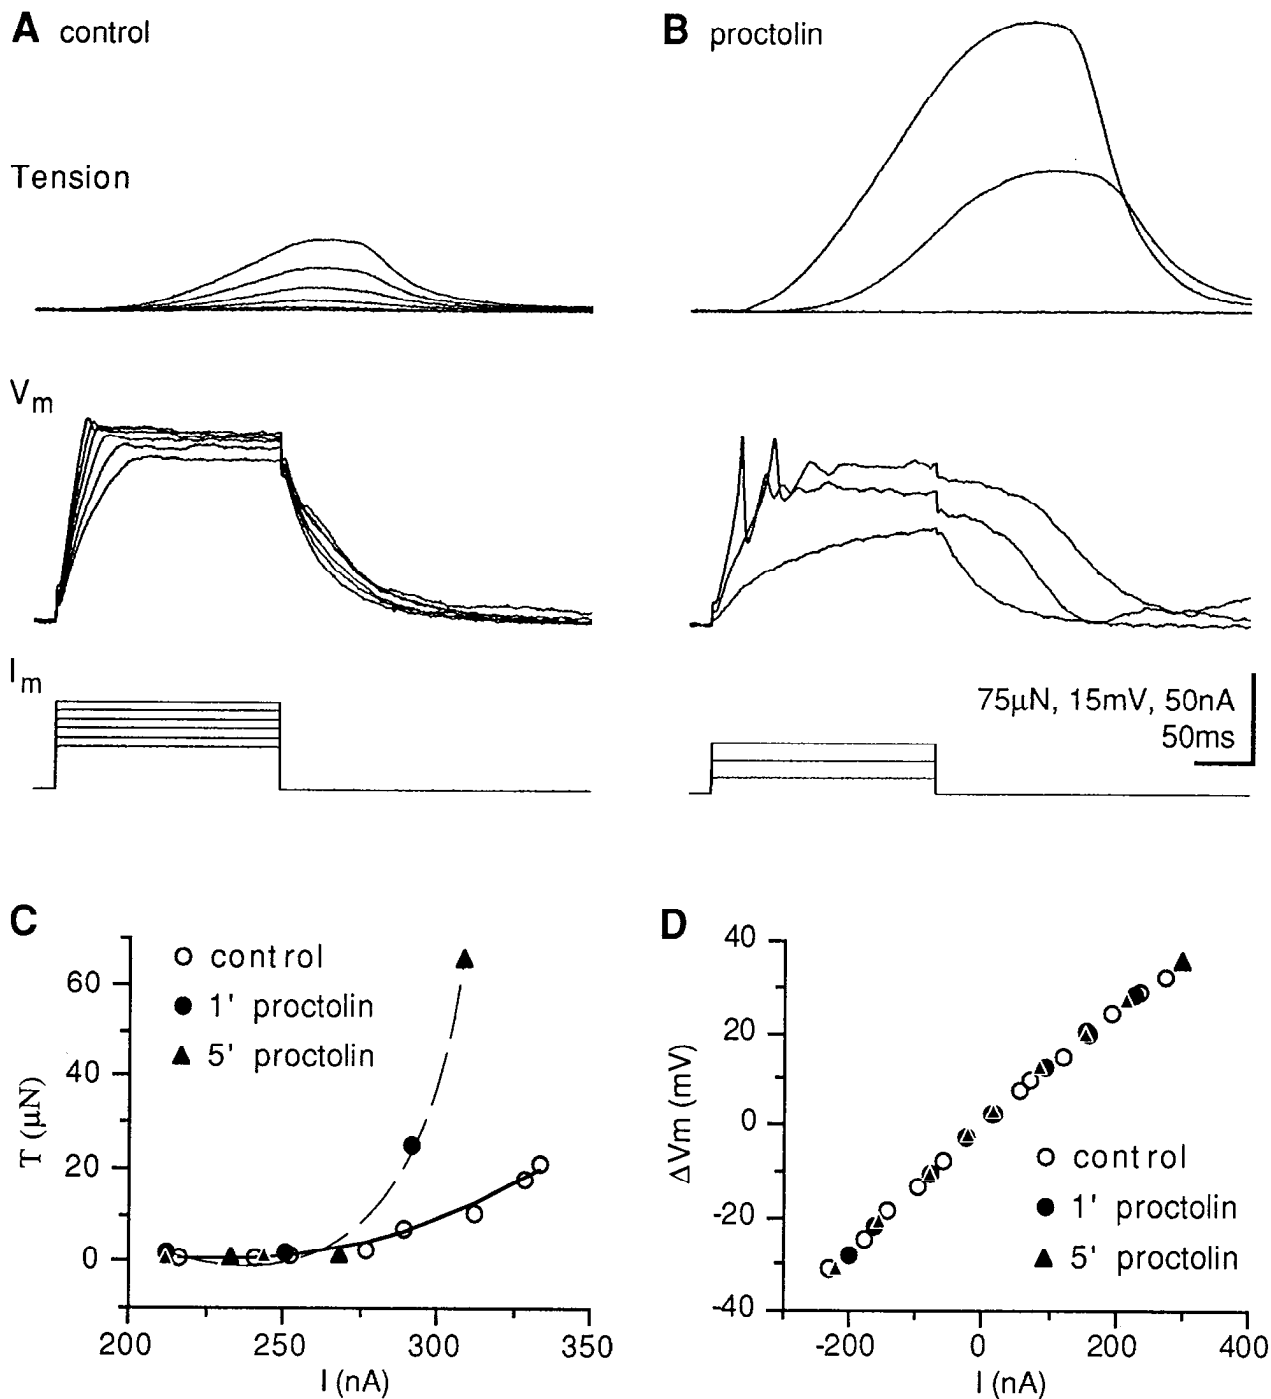 A control
B proctolin
Tension
Vm
Im
75µN, 15mV, 50nA
50ms
C
control
1' proctolin
5' proctolin
60
40
20
0
T (µN)
200 250 300 350
I (nA)
D
40
20
0
-20
-40
ΔVm (mV)
control
1' proctolin
5' proctolin
-200 0 200 400
I (nA)